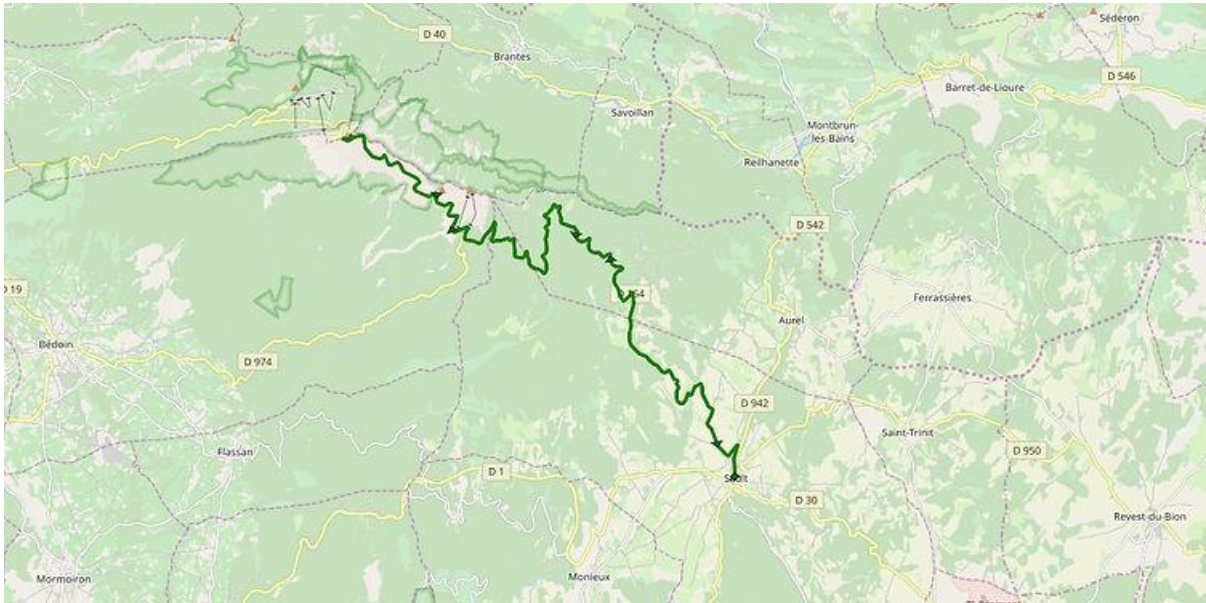 Séderon
D 40
Brantes
D 546
Barret-de-Lioure
Savoillan
Montbrun-
les-Bains
Reilhanette
D 542
D 19
Ferrassières
Aurel
Bédoin
D 974
D 942
Saint-Trinit
Flassan
D 950
D 1
Sault
D 30
Revest-du-Bion
Mormoiron
Monieux